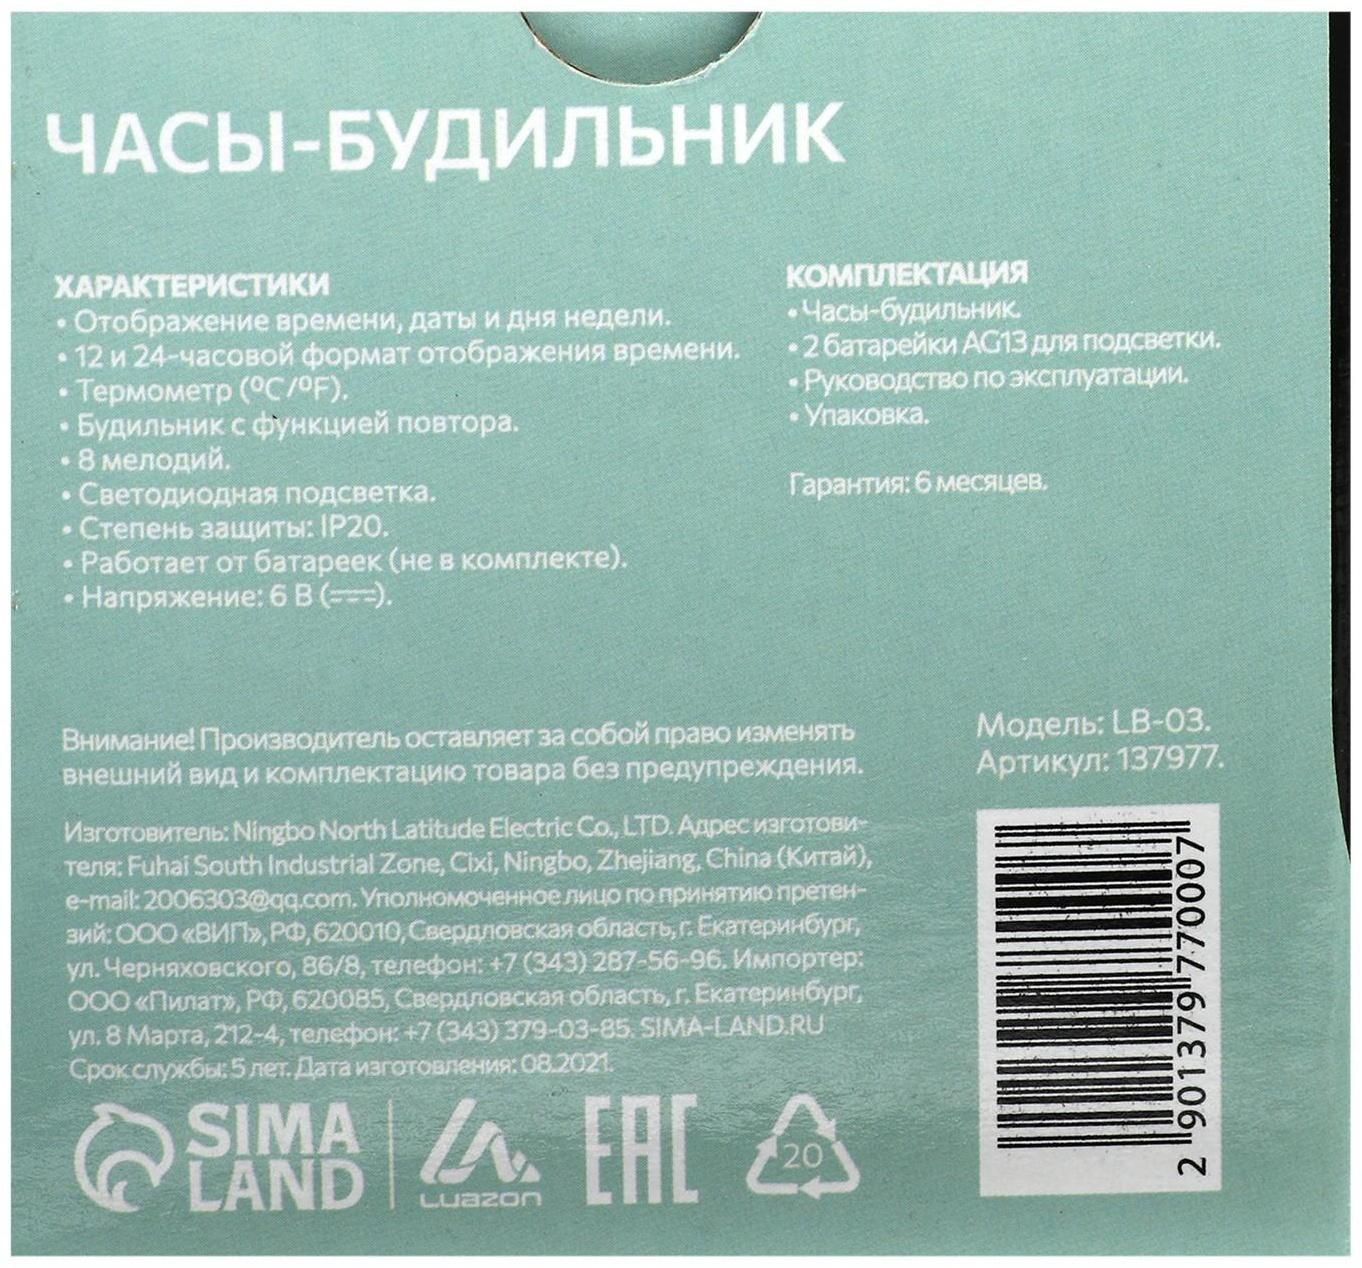 ЧАСЫ-БУДИЛЬНИК
ХАРАКТЕРИСТИКИ
• Отображение времени, даты и дня недели.
• 12 и 24-часовой формат отображения времени.
• Термометр (ºC/ºF).
• Будильник с функцией повтора.
• 8 мелодий.
• Светодиодная подсветка.
• Степень защиты: IP20.
• Работает от батареек (не в комплекте).
• Напряжение: 6 В (⎓).
КОМПЛЕКТАЦИЯ
• Часы-будильник.
• 2 батарейки AG13 для подсветки.
• Руководство по эксплуатации.
• Упаковка.
Гарантия: 6 месяцев.
Внимание! Производитель оставляет за собой право изменять
внешний вид и комплектацию товара без предупреждения.
Изготовитель: Ningbo North Latitude Electric Co., LTD. Адрес изготови-
теля: Fuhai South Industrial Zone, Cixi, Ningbo, Zhejiang, China (Китай),
e-mail: 2006303@qq.com. Уполномоченное лицо по принятию претен-
зий: ООО «ВИП», РФ, 620010, Свердловская область, г. Екатеринбург,
ул. Черняховского, 86/8, телефон: +7 (343) 287-56-96. Импортер:
ООО «Пилат», РФ, 620085, Свердловская область, г. Екатеринбург,
ул. 8 Марта, 212-4, телефон: +7 (343) 379-03-85. SIMA-LAND.RU
Срок службы: 5 лет. Дата изготовления: 08.2021.
Модель: LB-03.
Артикул: 137977.
2 901379 770007
SIMA
LAND
LUAZON
EAC
20